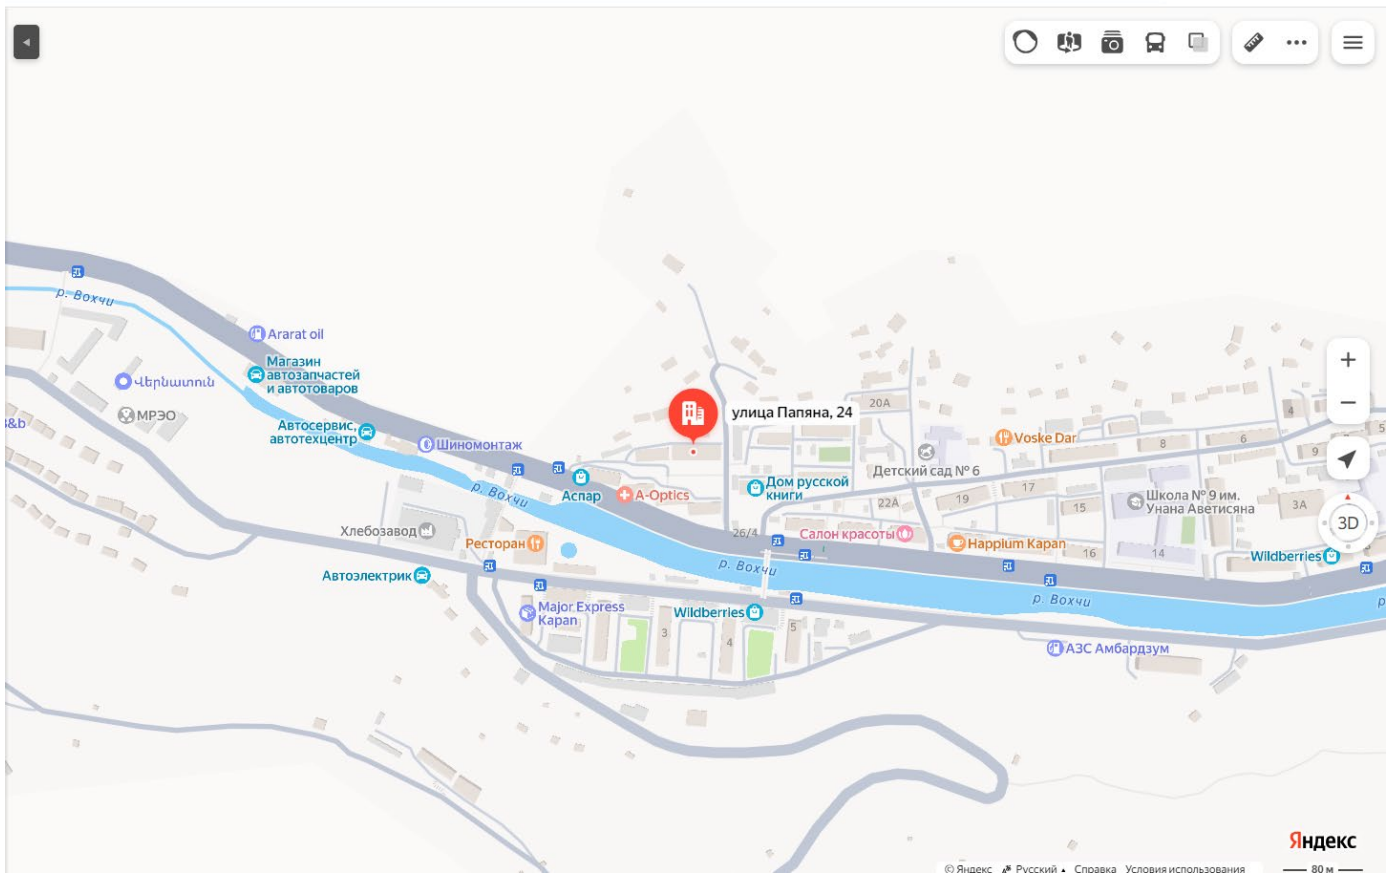 р. Вохчи
Ararat oil
Магазин
автозапчастей
и автотоваров
Վերնատուն
МРЭО
&b
Автосервис,
автотехцентр
Шиномонтаж
улица Папяна, 24
20А
Voske Dar
8
6
4
5
9
Аспар
A-Optics
р. Вохчи
Дом русской
книги
Детский сад № 6
22А
19
17
15
Школа № 9 им.
Унана Аветисяна
3А
3D
Хлебозавод
Ресторан
26/4
Салон красоты
Happium Kapan
16
14
Wildberries
Автоэлектрик
р. Вохчи
Major Express
Kapan
Wildberries
р. Вохчи
р
3
4
5
АЗС Амбардзум
Яндекс
© Яндекс Русский Справка Условия использования 80 м